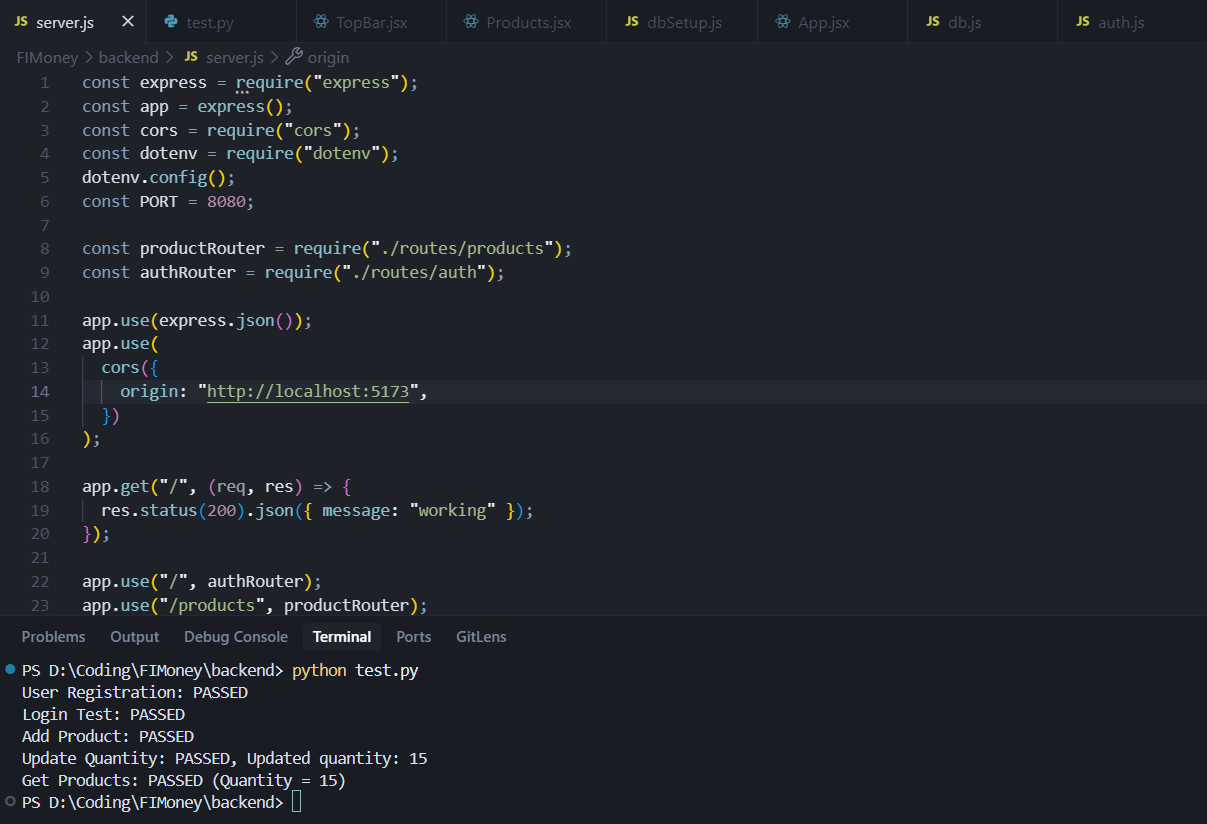 JS server.js × test.py TopBar.jsx Products.jsx JS dbSetup.js App.jsx JS db.js JS auth.js
FIMoney > backend > JS server.js > origin
1 const express = require("express");
2 const app = express();
3 const cors = require("cors");
4 const dotenv = require("dotenv");
5 dotenv.config();
6 const PORT = 8080;
7
8 const productRouter = require("./routes/products");
9 const authRouter = require("./routes/auth");
10
11 app.use(express.json());
12 app.use(
13   cors({
14     origin: "http://localhost:5173",
15   })
16 );
17
18 app.get("/", (req, res) => {
19   res.status(200).json({ message: "working" });
20 });
21
22 app.use("/", authRouter);
23 app.use("/products", productRouter);
Problems Output Debug Console Terminal Ports GitLens
PS D:\Coding\FIMoney\backend> python test.py
User Registration: PASSED
Login Test: PASSED
Add Product: PASSED
Update Quantity: PASSED, Updated quantity: 15
Get Products: PASSED (Quantity = 15)
PS D:\Coding\FIMoney\backend>